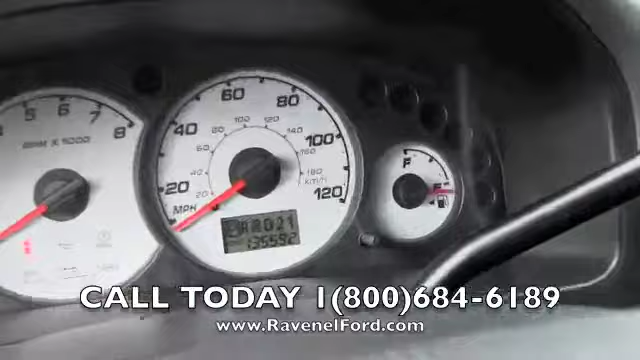 5 6 7 8
RPM X 1000
20 40 60 80 100 120
MPH
20 40 60 80 100 120 140 160 180
km/h
135592
F
CALL TODAY 1(800)684-6189
www.RavenelFord.com